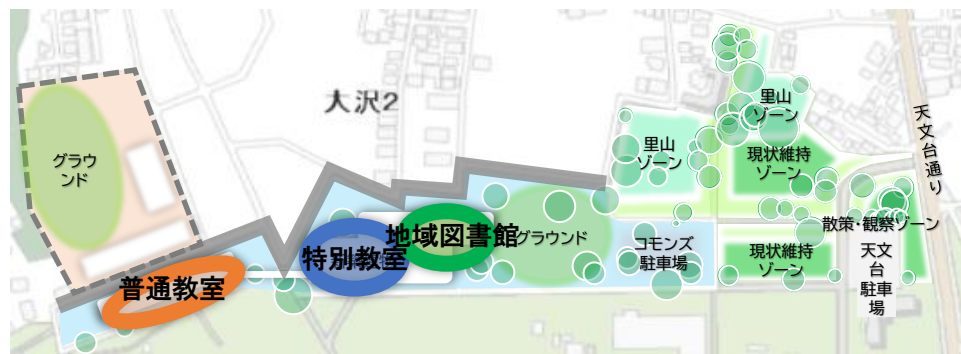 グラウ
ンド
大沢2
普通教室
特別教室
地域図書館
グラウンド
里山
ゾーン
里山
ゾーン
現状維持
ゾーン
コモンズ
駐車場
現状維持
ゾーン
散策・観察ゾーン
天文
台
駐車
場
天文台通り